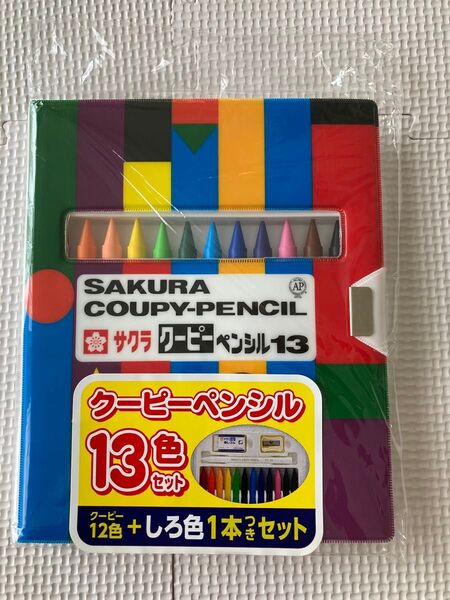 SAKURA
COUPY-PENCIL
AP
サクラ クーピー ペンシル13
クーピーペンシル
13色
セット
クーピー
12色 +しろ色1本つきセット